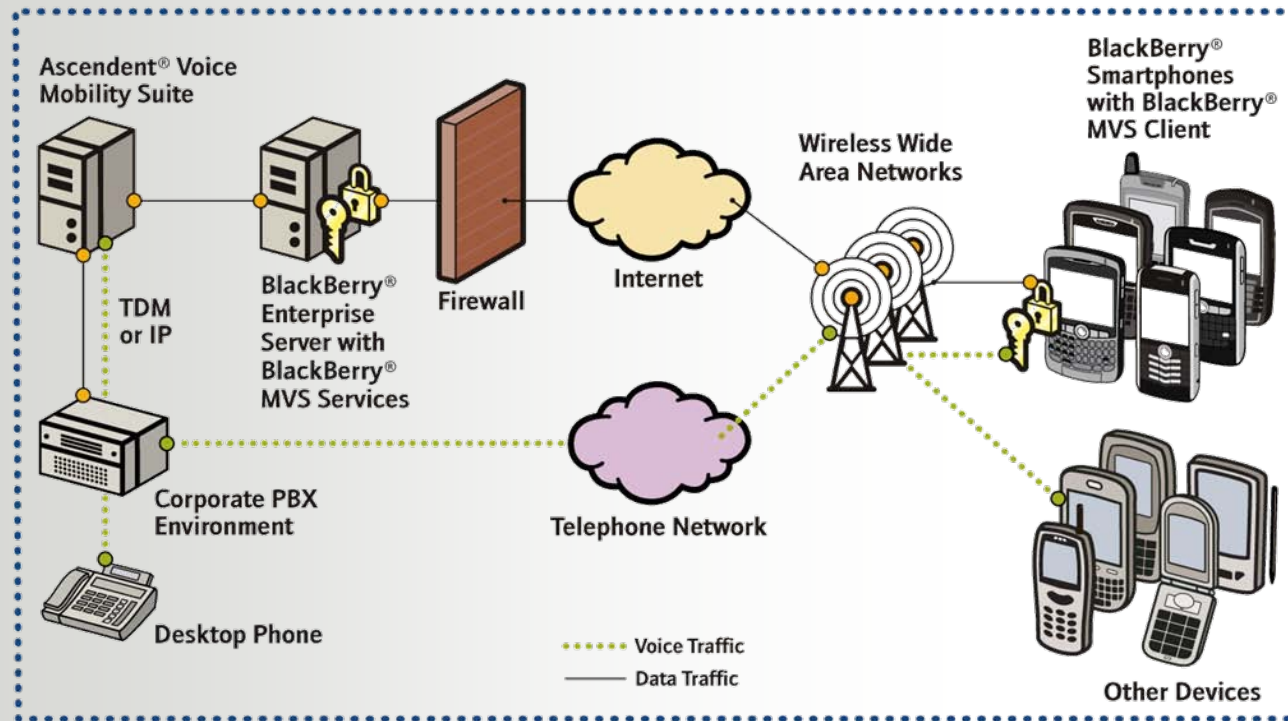 Ascendent® Voice
Mobility Suite
BlackBerry®
Smartphones
with BlackBerry®
MVS Client
Wireless Wide
Area Networks
Internet
Firewall
BlackBerry®
Enterprise
Server with
BlackBerry®
MVS Services
TDM
or IP
Corporate PBX
Environment
Telephone Network
Desktop Phone
Voice Traffic
Data Traffic
Other Devices